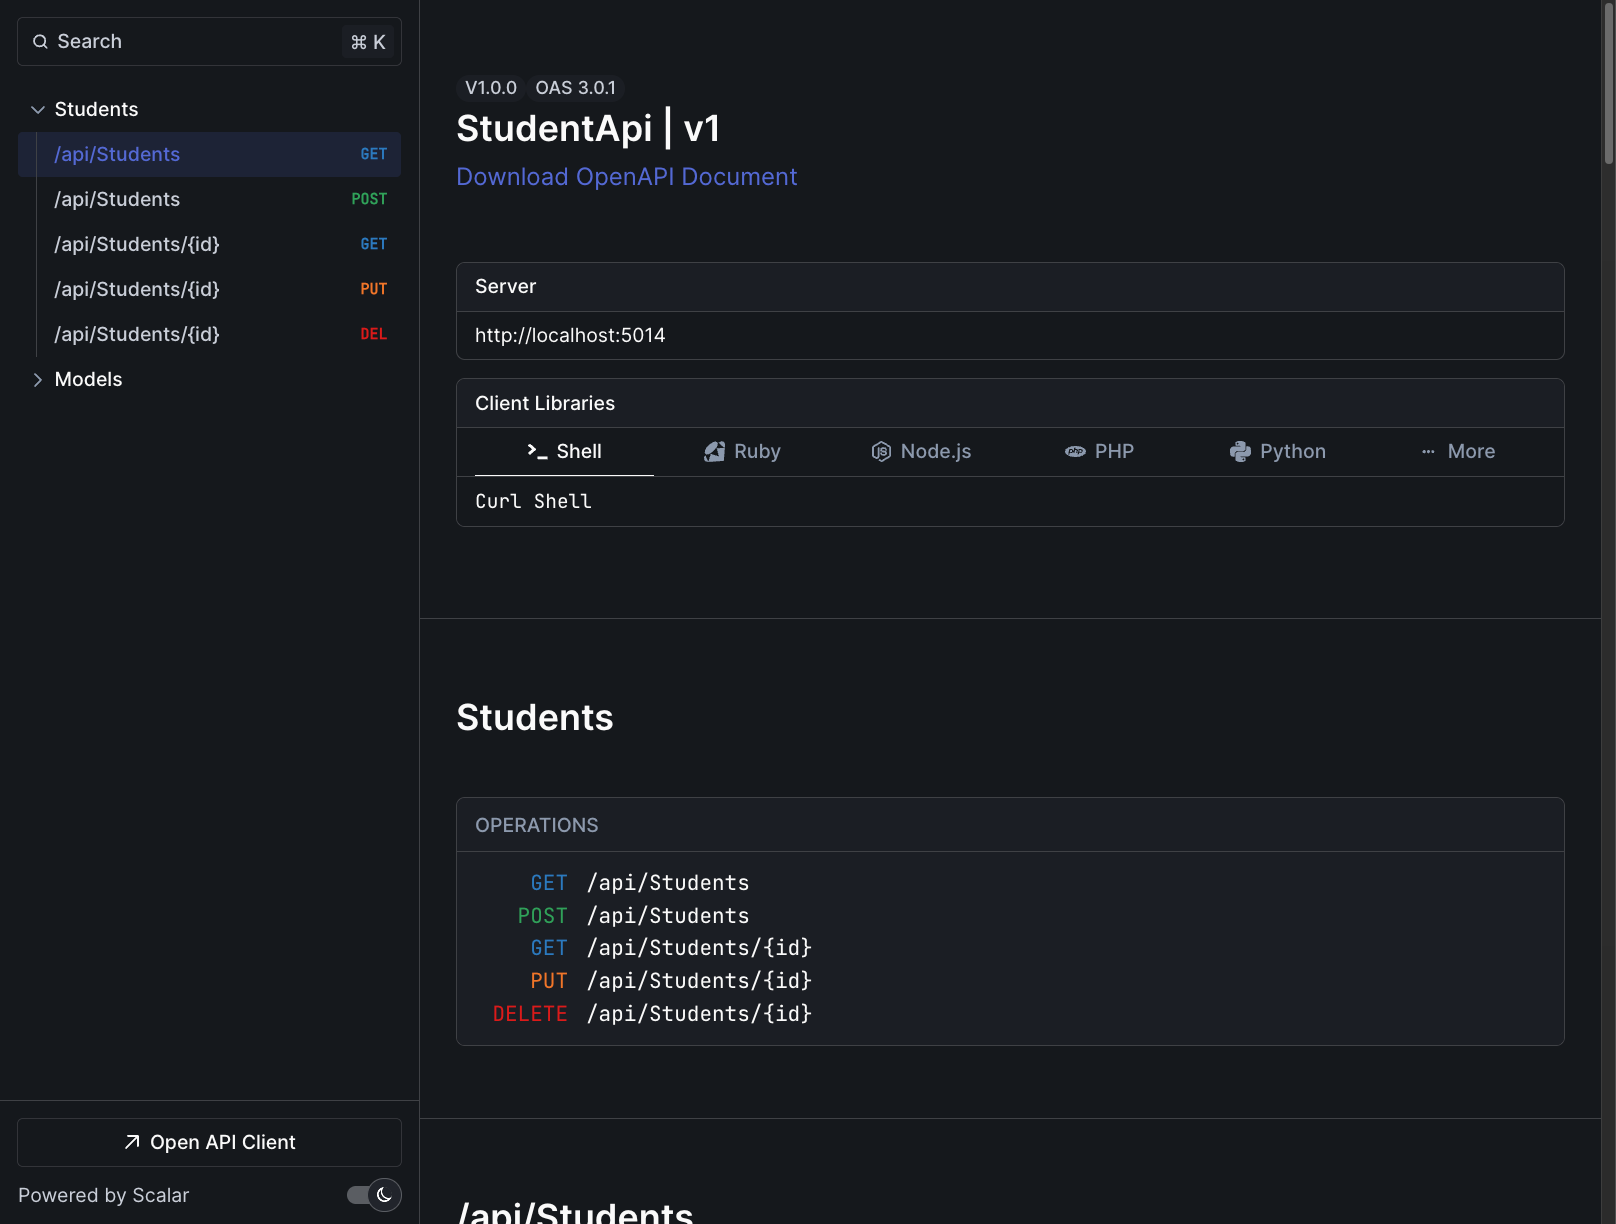 Search
⌘ K
Students
/api/Students GET
/api/Students POST
/api/Students/{id} GET
/api/Students/{id} PUT
/api/Students/{id} DEL
Models
Open API Client
Powered by Scalar
V1.0.0 OAS 3.0.1
StudentApi | v1
Download OpenAPI Document
Server
http://localhost:5014
Client Libraries
Shell Ruby Node.js PHP Python ··· More
Curl Shell
Students
OPERATIONS
GET /api/Students
POST /api/Students
GET /api/Students/{id}
PUT /api/Students/{id}
DELETE /api/Students/{id}
/api/Students